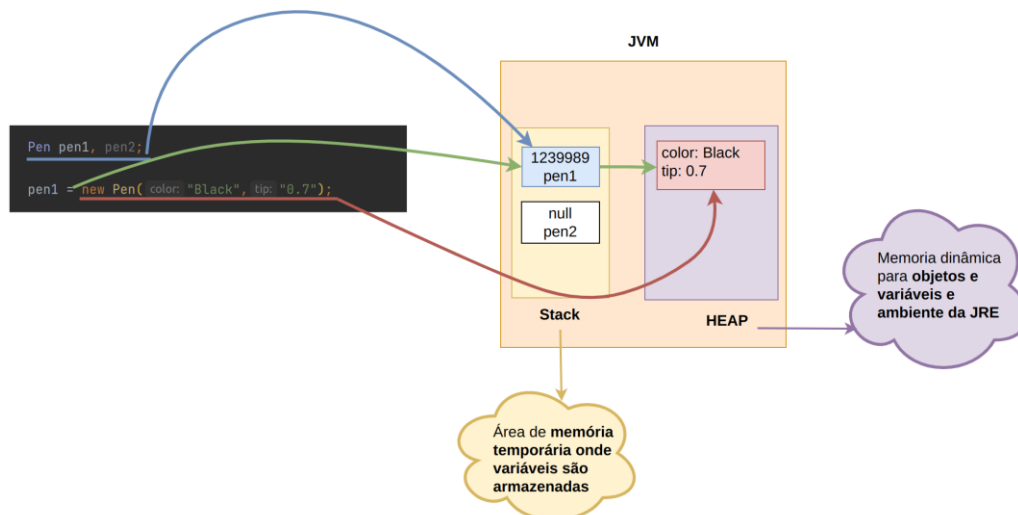 JVM
Pen pen1, pen2;
pen1 = new Pen( color: "Black", tip: "0.7");
1239989
pen1
null
pen2
color: Black
tip: 0.7
Stack
HEAP
Memoria dinâmica
para objetos e
variáveis e
ambiente da JRE
Área de memória
temporária onde
variáveis são
armazenadas